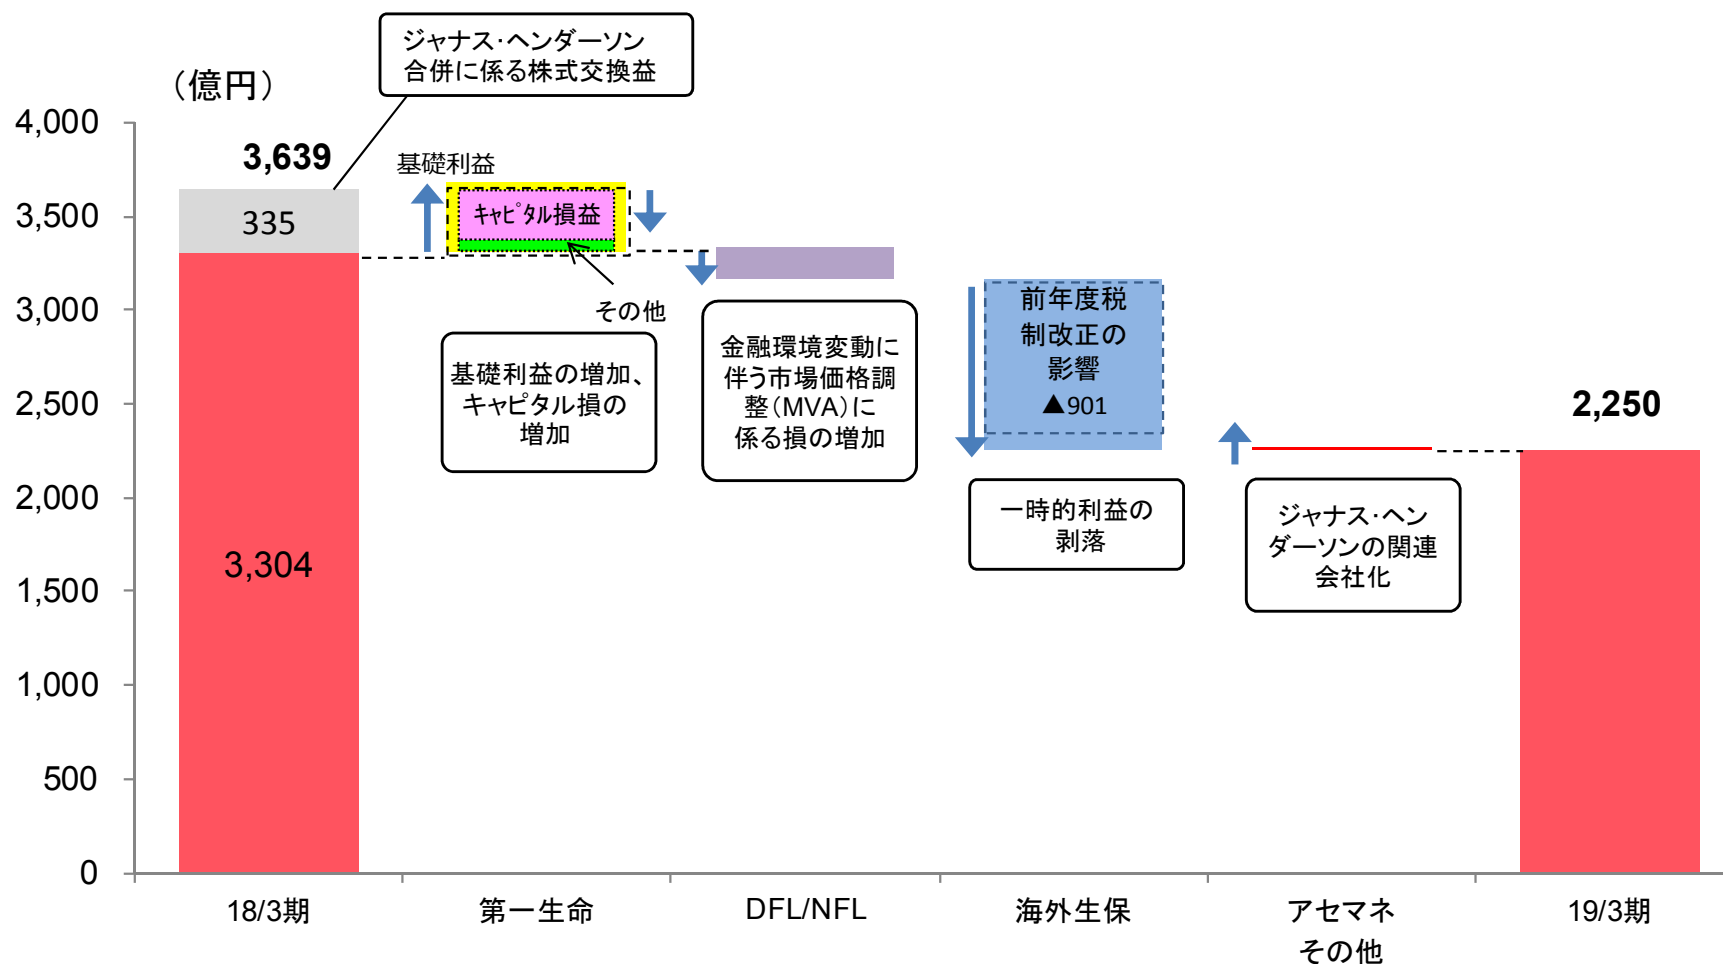 ジャナス・ヘンダーソン
合併に係る株式交換益
（億円）
4,000
3,500
3,000
2,500
2,000
1,500
1,000
500
0
3,639
335
3,304
基礎利益
ｷｬﾋﾟﾀﾙ損益
その他
基礎利益の増加、
キャピタル損の
増加
金融環境変動に
伴う市場価格調
整（MVA）に
係る損の増加
前年度税
制改正の
影響
▲901
一時的利益の
剥落
ジャナス・ヘン
ダーソンの関連
会社化
2,250
18/3期
第一生命
DFL/NFL
海外生保
アセマネ
その他
19/3期